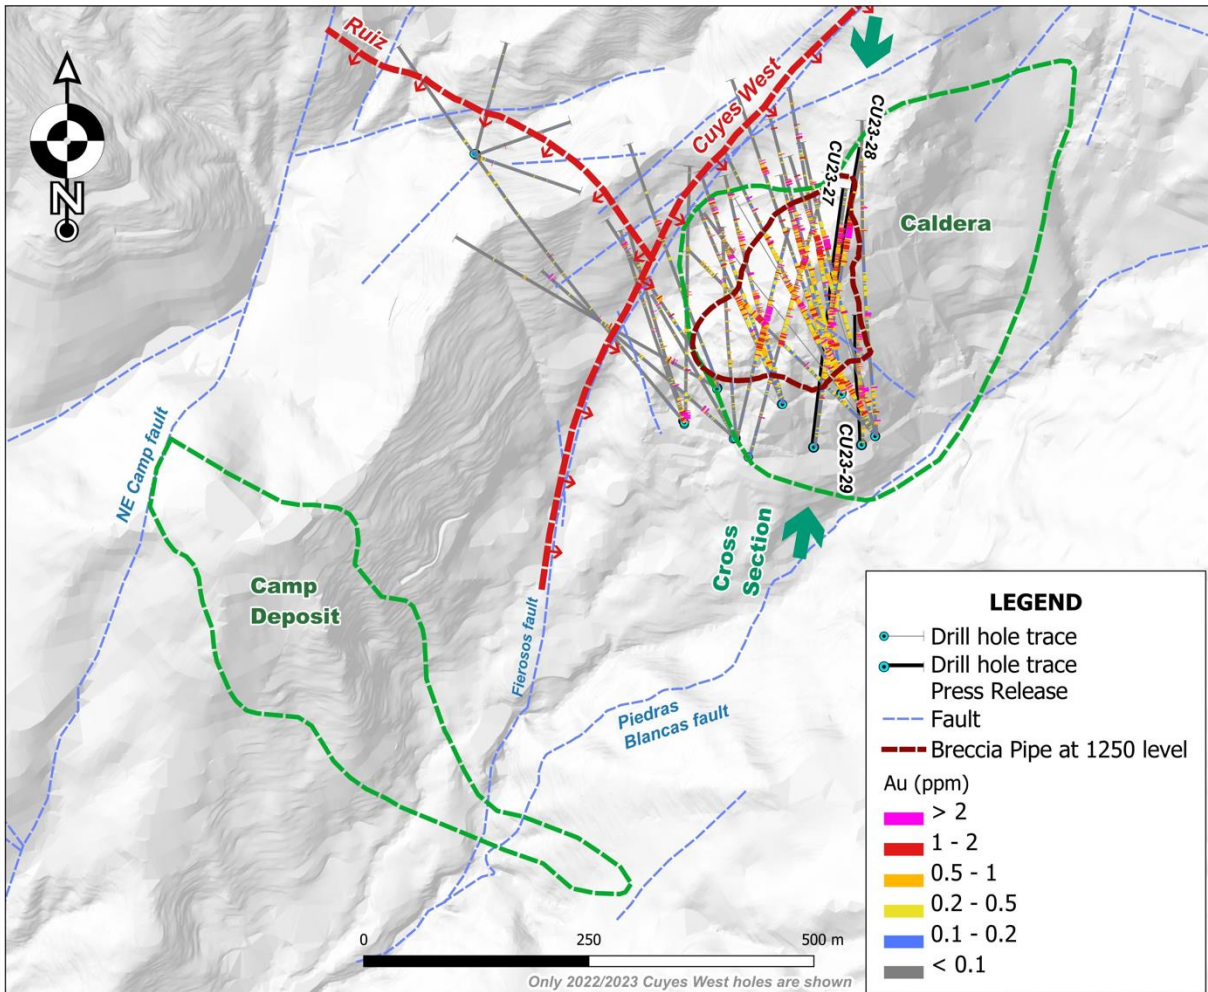 Ruiz
Cuyes West
CU23-28
CU23-27
Caldera
N
CU23-29
NE Camp fault
Cross
Section
Camp
Deposit
Fierosos fault
Piedras
Blancas fault
LEGEND
Drill hole trace
Drill hole trace
Press Release
Fault
Breccia Pipe at 1250 level
Au (ppm)
> 2
1 - 2
0.5 - 1
0.2 - 0.5
0.1 - 0.2
< 0.1
0 250 500 m
Only 2022/2023 Cuyes West holes are shown